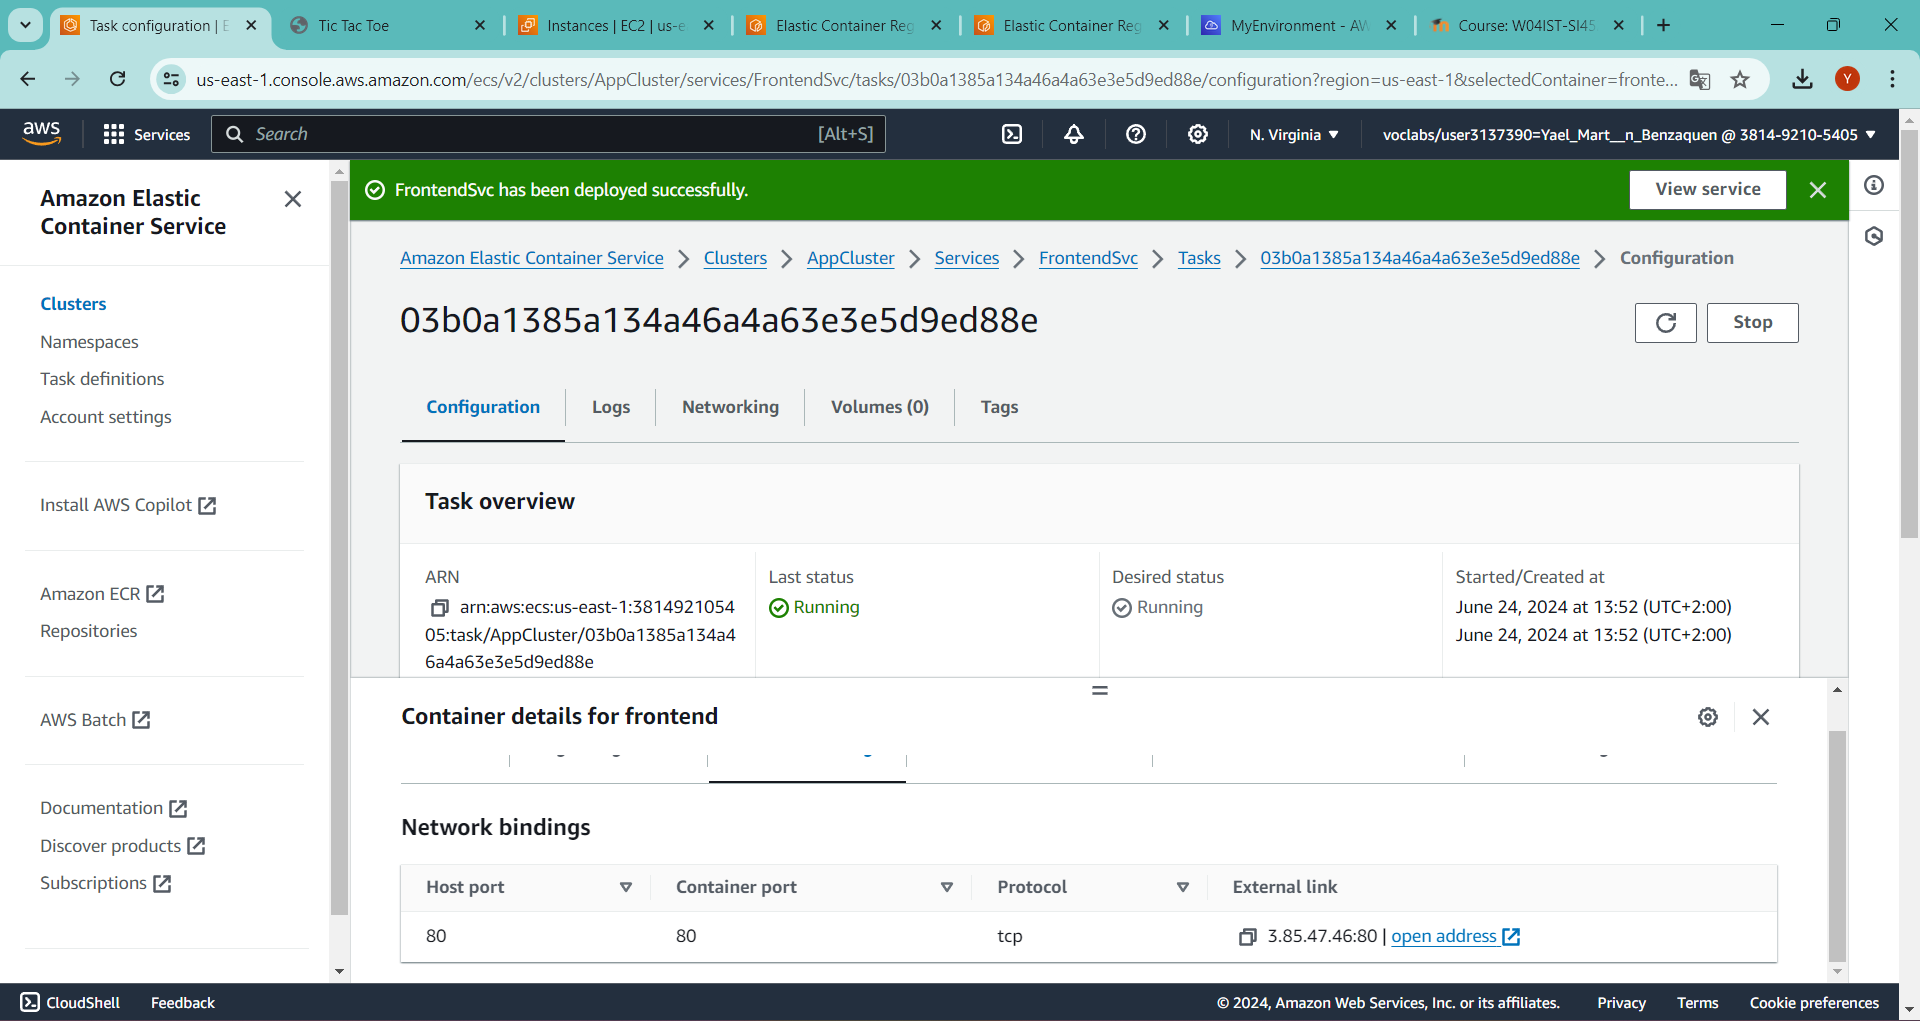 Task configuration | E
Tic Tac Toe
Instances | EC2 | us-e
Elastic Container Reg
Elastic Container Reg
MyEnvironment - AW
Course: W04IST-SI45
us-east-1.console.aws.amazon.com/ecs/v2/clusters/AppCluster/services/FrontendSvc/tasks/03b0a1385a134a46a4a63e3e5d9ed88e/configuration?region=us-east-1&selectedContainer=fronte...
Y
aws
Services
Search
[Alt+S]
N. Virginia
voclabs/user3137390=Yael_Mart__n_Benzaquen @ 3814-9210-5405
Amazon Elastic
Container Service
Clusters
Namespaces
Task definitions
Account settings
Install AWS Copilot
Amazon ECR
Repositories
AWS Batch
Documentation
Discover products
Subscriptions
FrontendSvc has been deployed successfully.
View service
Amazon Elastic Container Service > Clusters > AppCluster > Services > FrontendSvc > Tasks > 03b0a1385a134a46a4a63e3e5d9ed88e > Configuration
03b0a1385a134a46a4a63e3e5d9ed88e
Stop
Configuration
Logs
Networking
Volumes (0)
Tags
Task overview
ARN
arn:aws:ecs:us-east-1:3814921054
05:task/AppCluster/03b0a1385a134a4
6a4a63e3e5d9ed88e
Last status
Running
Desired status
Running
Started/Created at
June 24, 2024 at 13:52 (UTC+2:00)
June 24, 2024 at 13:52 (UTC+2:00)
Container details for frontend
Network bindings
Host port
Container port
Protocol
External link
80
80
tcp
3.85.47.46:80 | open address
CloudShell
Feedback
© 2024, Amazon Web Services, Inc. or its affiliates.
Privacy
Terms
Cookie preferences